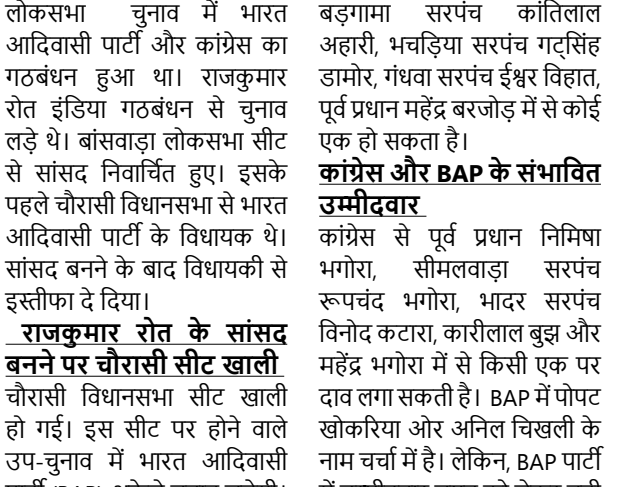 लोकसभा चुनाव में भारत
आदिवासी पार्टी और कांग्रेस का
गठबंधन हुआ था। राजकुमार
रोत इंडिया गठबंधन से चुनाव
लड़े थे। बांसवाड़ा लोकसभा सीट
से सांसद निवार्चित हुए। इसके
पहले चौरासी विधानसभा से भारत
आदिवासी पार्टी के विधायक थे।
सांसद बनने के बाद विधायकी से
इस्तीफा दे दिया।
राजकुमार रोत के सांसद
बनने पर चौरासी सीट खाली
चौरासी विधानसभा सीट खाली
हो गई। इस सीट पर होने वाले
उप-चुनाव में भारत आदिवासी
बड़गामा सरपंच कांतिलाल
अहारी, भचड़िया सरपंच गट्सिंह
डामोर, गंधवा सरपंच ईश्वर विहात,
पूर्व प्रधान महेंद्र बरजोड़ में से कोई
एक हो सकता है।
कांग्रेस और BAP के संभावित
उम्मीदवार
कांग्रेस से पूर्व प्रधान निमिषा
भगोरा, सीमलवाड़ा सरपंच
रूपचंद भगोरा, भादर सरपंच
विनोद कटारा, कारीलाल बुझ और
महेंद्र भगोरा में से किसी एक पर
दाव लगा सकती है। BAP में पोपट
खोकरिया ओर अनिल चिखली के
नाम चर्चा में है। लेकिन, BAP पार्टी